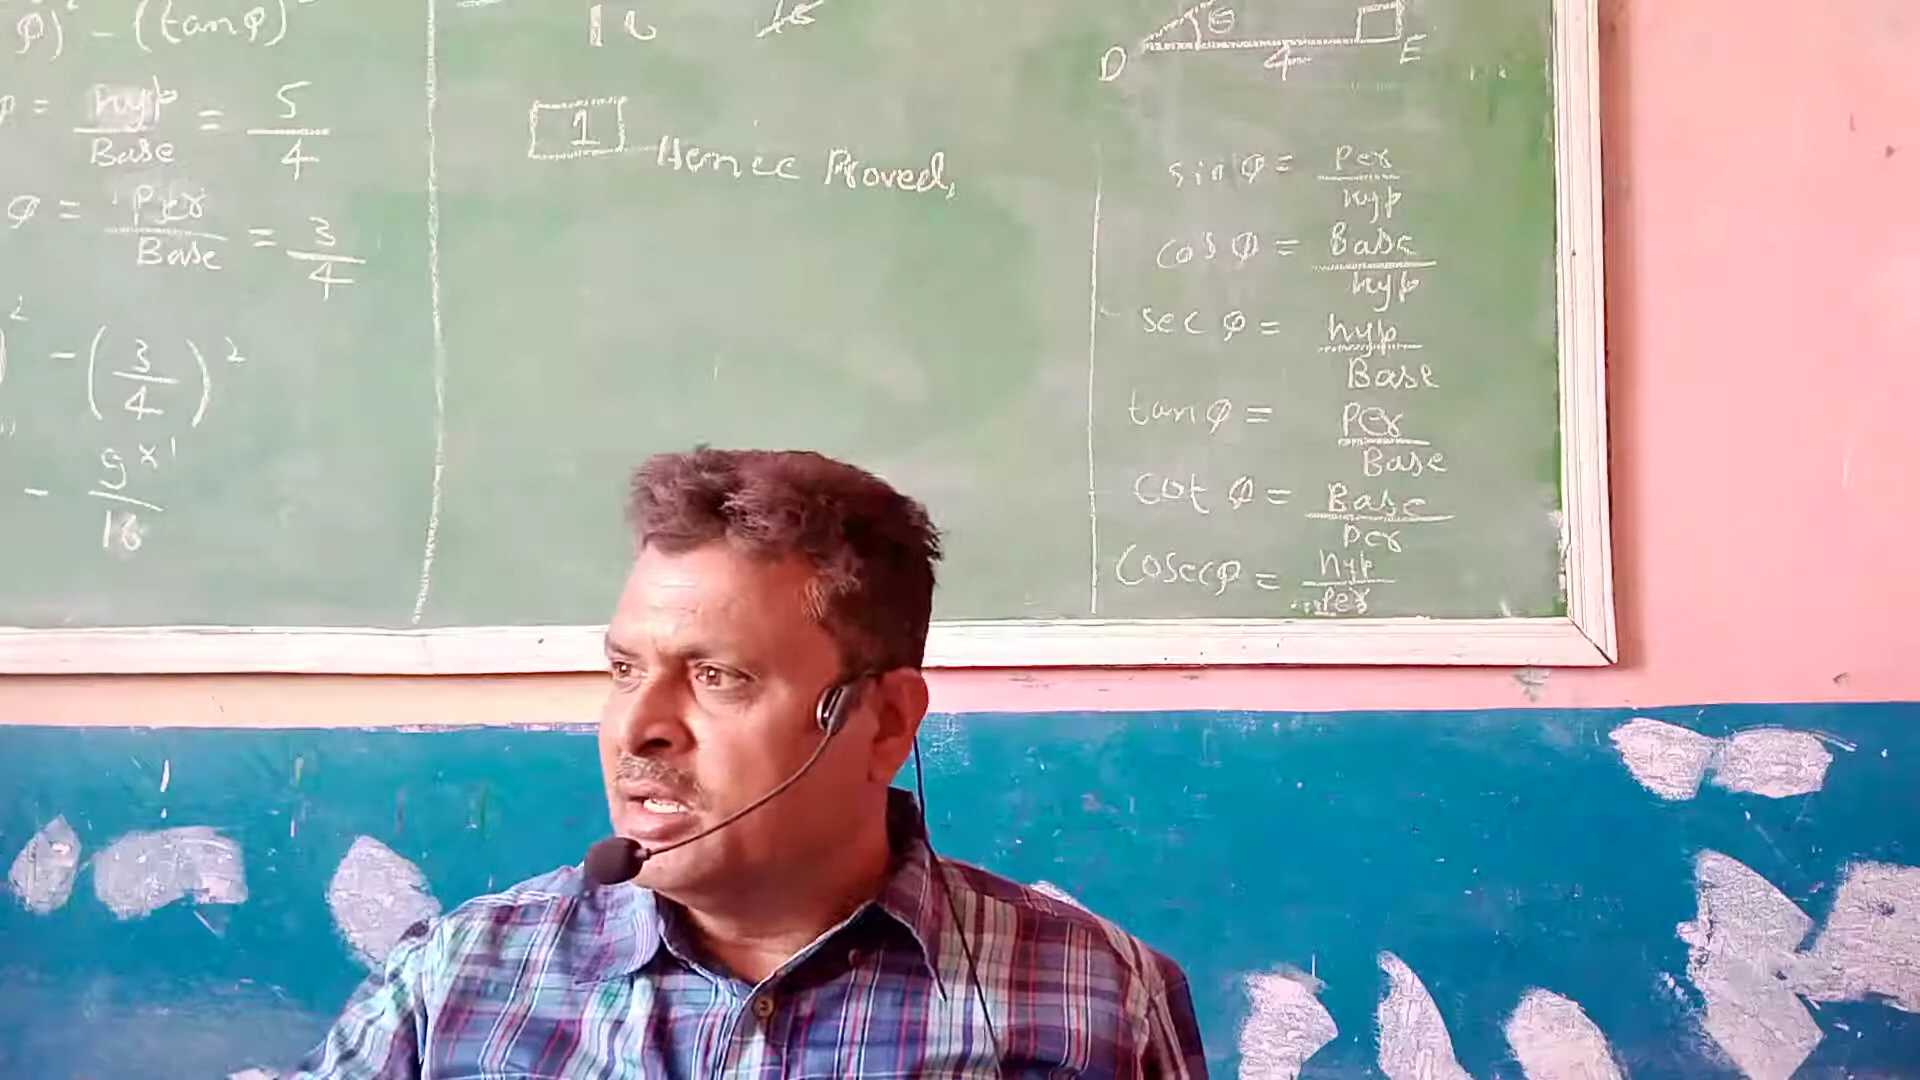 φ)² - (tanφ)²
φ = hyp/Base = 5/4
φ = Per/Base = 3/4
)² - (3/4)²
- 9×1/16
16 16
1 Hence Proved,
θ
D 4 E
sin φ = Per/hyp
cos φ = Base/hyp
sec φ = hyp/Base
tan φ = Per/Base
cot φ = Base/Per
Cosecφ = hyp/Per